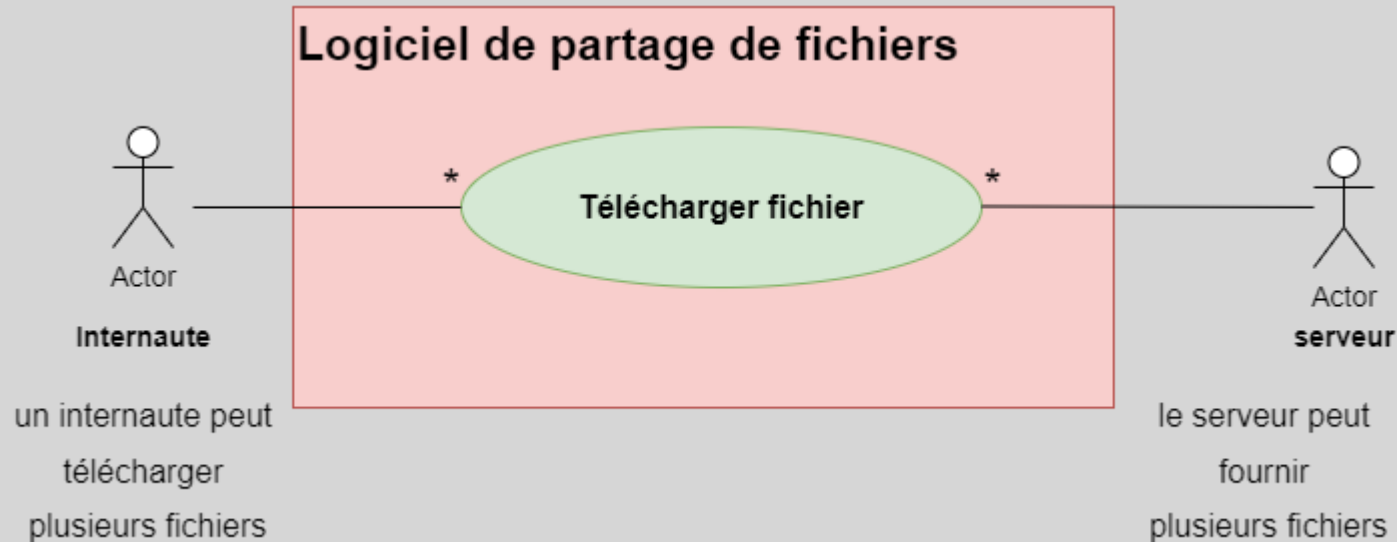 Logiciel de partage de fichiers
*
*
Télécharger fichier
Actor
Internaute
un internaute peut
télécharger
plusieurs fichiers
Actor
serveur
le serveur peut
fournir
plusieurs fichiers